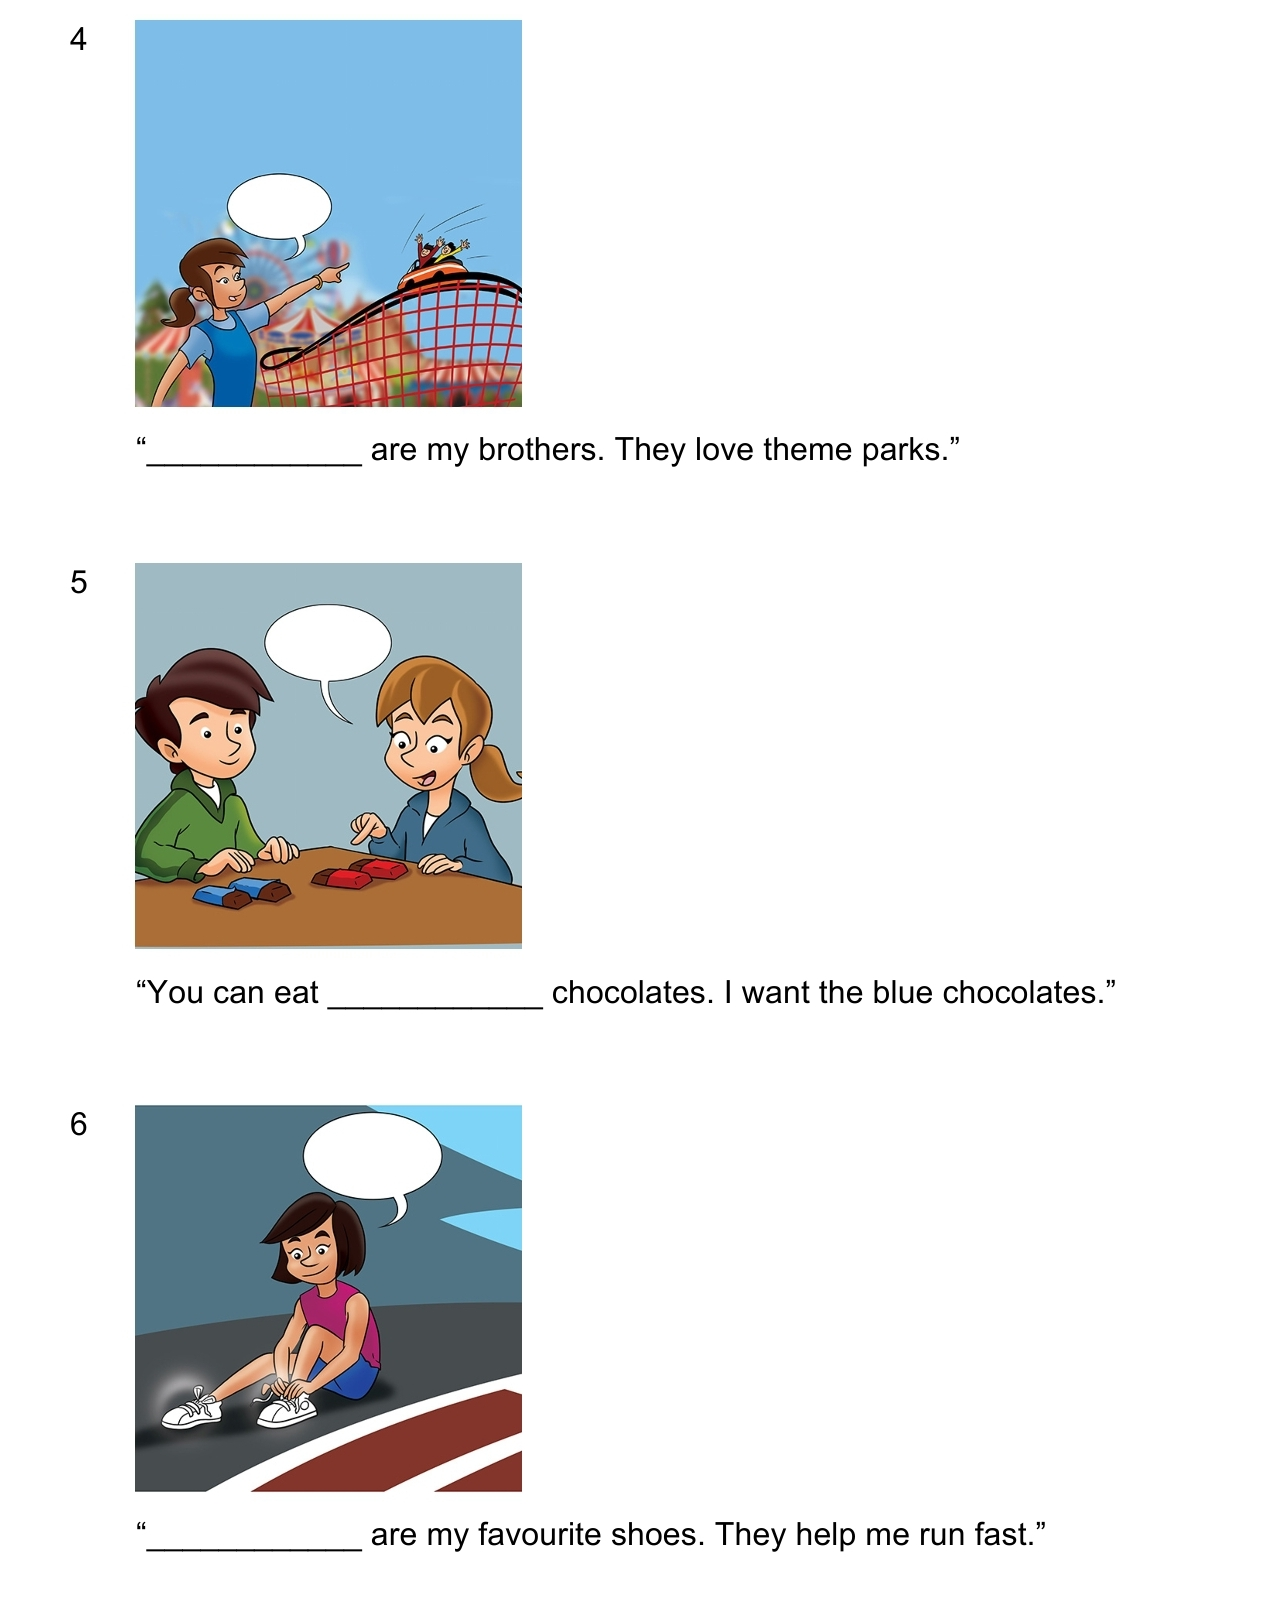 4
“____________ are my brothers. They love theme parks.”
5
“You can eat ____________ chocolates. I want the blue chocolates.”
6
“____________ are my favourite shoes. They help me run fast.”